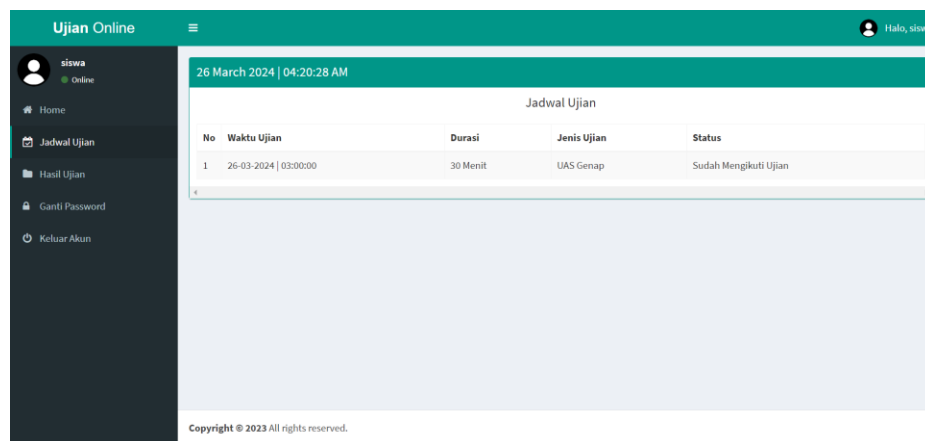 Ujian Online
Halo, sisw
siswa
Online
Home
Jadwal Ujian
Hasil Ujian
Ganti Password
Keluar Akun
26 March 2024 | 04:20:28 AM
Jadwal Ujian
No Waktu Ujian Durasi Jenis Ujian Status
1 26-03-2024 | 03:00:00 30 Menit UAS Genap Sudah Mengikuti Ujian
Copyright © 2023 All rights reserved.